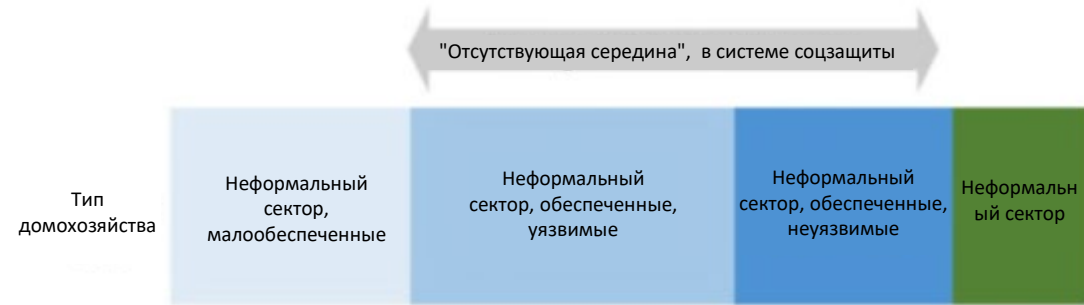 "Отсутствующая середина",  в системе соцзащиты
Тип
домохозяйства
Неформальный
сектор,
малообеспеченные
Неформальный
сектор, обеспеченные,
уязвимые
Неформальный
сектор, обеспеченные,
неуязвимые
Неформальн
ый сектор